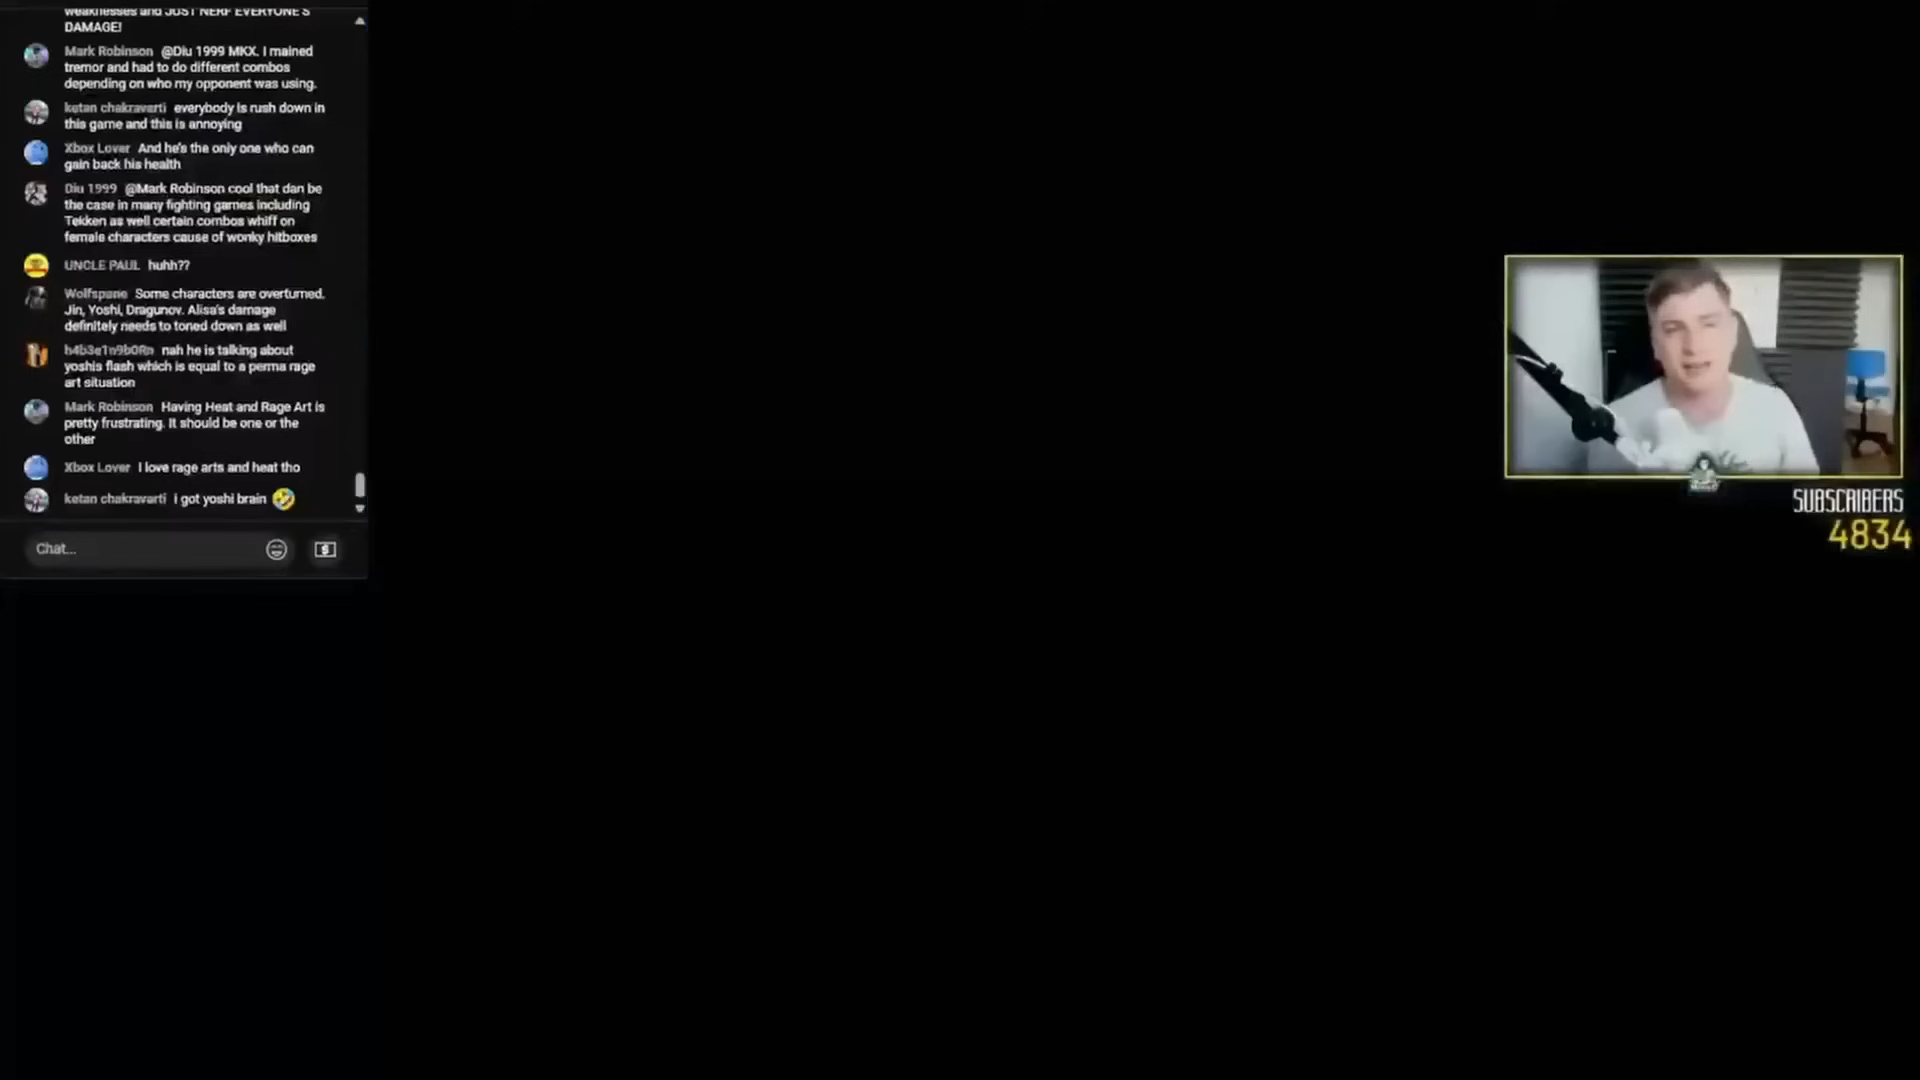 weaknesses and JUST NERF EVERYONE'S
DAMAGE!
Mark Robinson @Diu 1999 MKX. I mained
tremor and had to do different combos
depending on who my opponent was using.
ketan chakravarti everybody is rush down in
this game and this is annoying
Xbox Lover And he's the only one who can
gain back his health
Diu 1999 @Mark Robinson cool that dan be
the case in many fighting games including
Tekken as well certain combos whiff on
female characters cause of wonky hitboxes
UNCLE PAUL huhh??
Wolfspane Some characters are overturned.
Jin, Yoshi, Dragunov. Alisa's damage
definitely needs to toned down as well
h4b3e1n9b0Rn nah he is talking about
yoshis flash which is equal to a perma rage
art situation
Mark Robinson Having Heat and Rage Art is
pretty frustrating. It should be one or the
other
Xbox Lover I love rage arts and heat tho
ketan chakravarti i got yoshi brain 🤣
Chat...
SUBSCRIBERS
4834